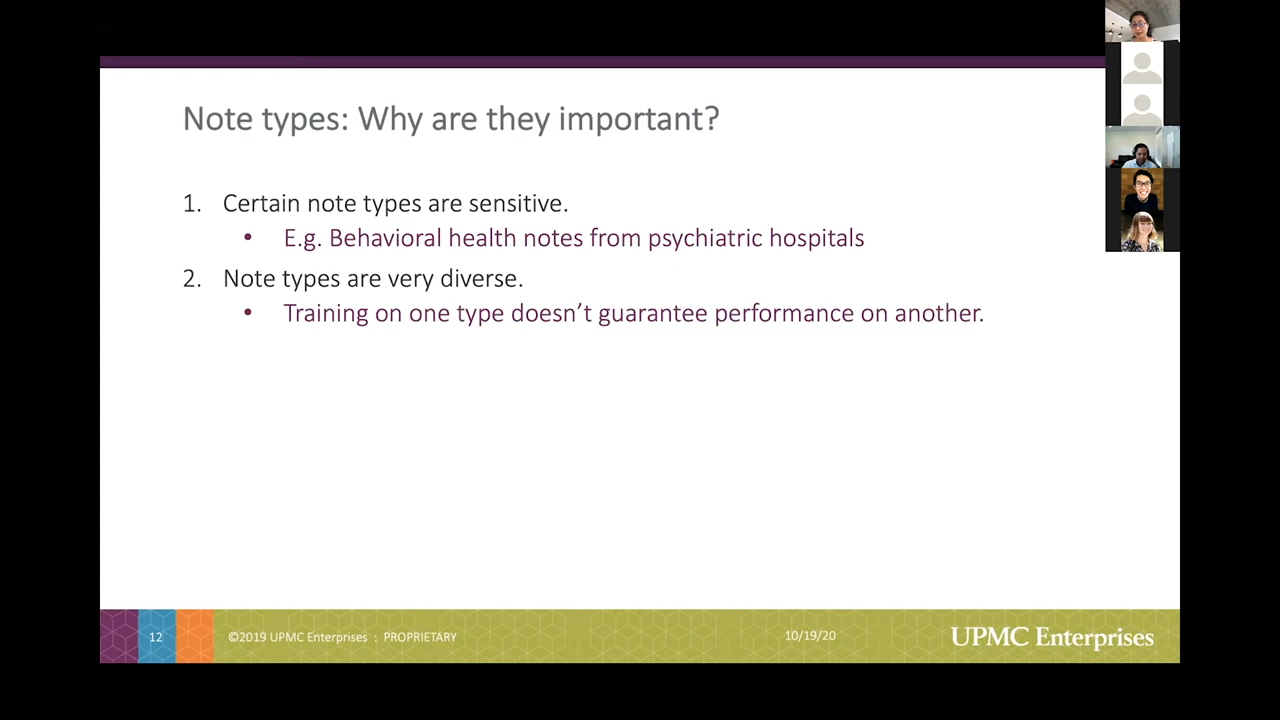 Note types: Why are they important?
1. Certain note types are sensitive.
• E.g. Behavioral health notes from psychiatric hospitals
2. Note types are very diverse.
• Training on one type doesn’t guarantee performance on another.
12 ©2019 UPMC Enterprises : PROPRIETARY 10/19/20 UPMC Enterprises